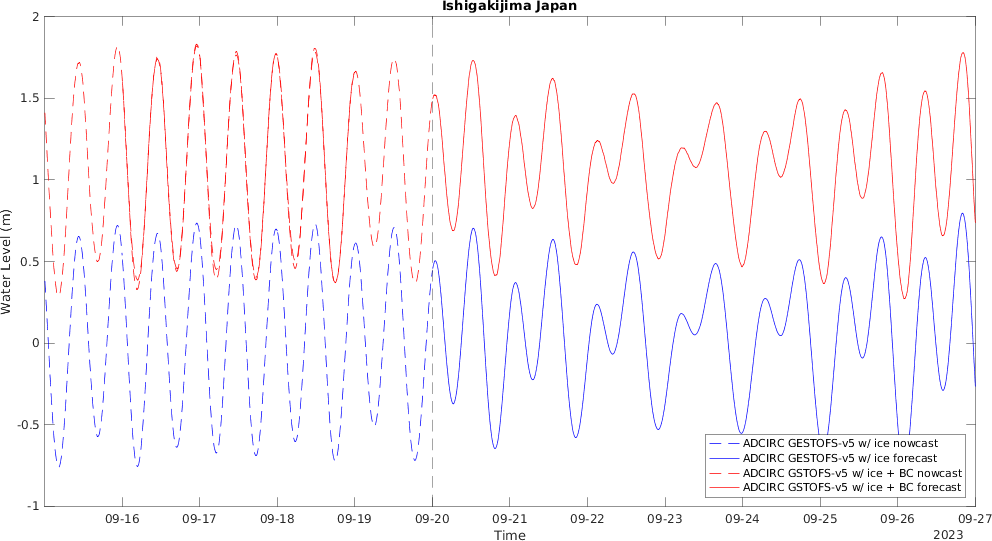 Ishigakijima Japan
2
1.5
1
0.5
0
-0.5
-1
Water Level (m)
09-16
09-17
09-18
09-19
09-20
09-21
09-22
09-23
09-24
09-25
09-26
09-27
Time
2023
ADCIRC GESTOFS-v5 w/ ice nowcast
ADCIRC GESTOFS-v5 w/ ice forecast
ADCIRC GSTOFS-v5 w/ ice + BC nowcast
ADCIRC GSTOFS-v5 w/ ice + BC forecast